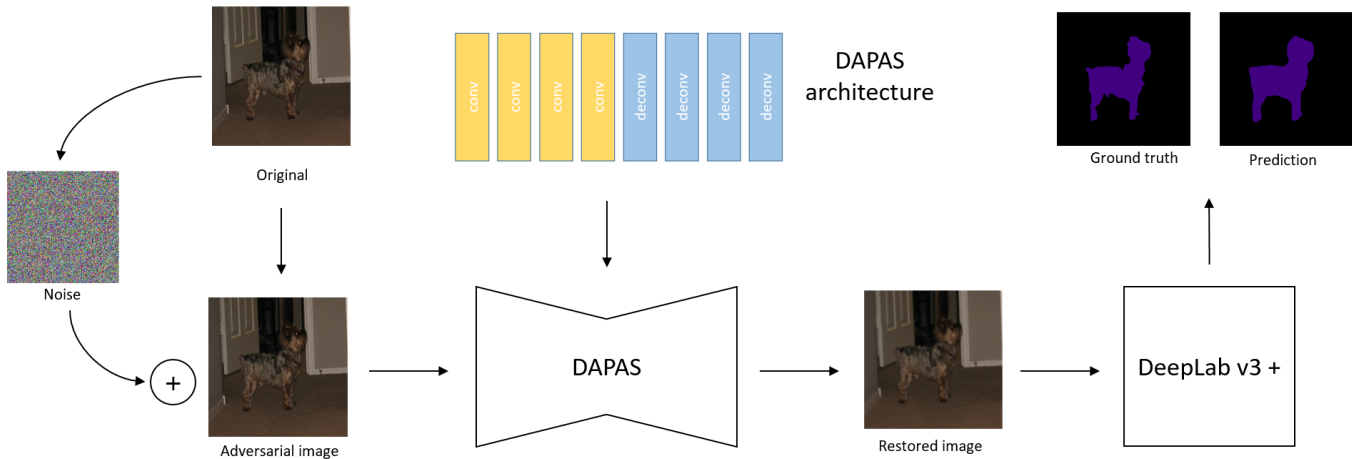 conv
conv
conv
conv
deconv
deconv
deconv
deconv
DAPAS
architecture
Ground truth
Prediction
Original
Noise
+
DAPAS
DeepLab v3 +
Adversarial image
Restored image